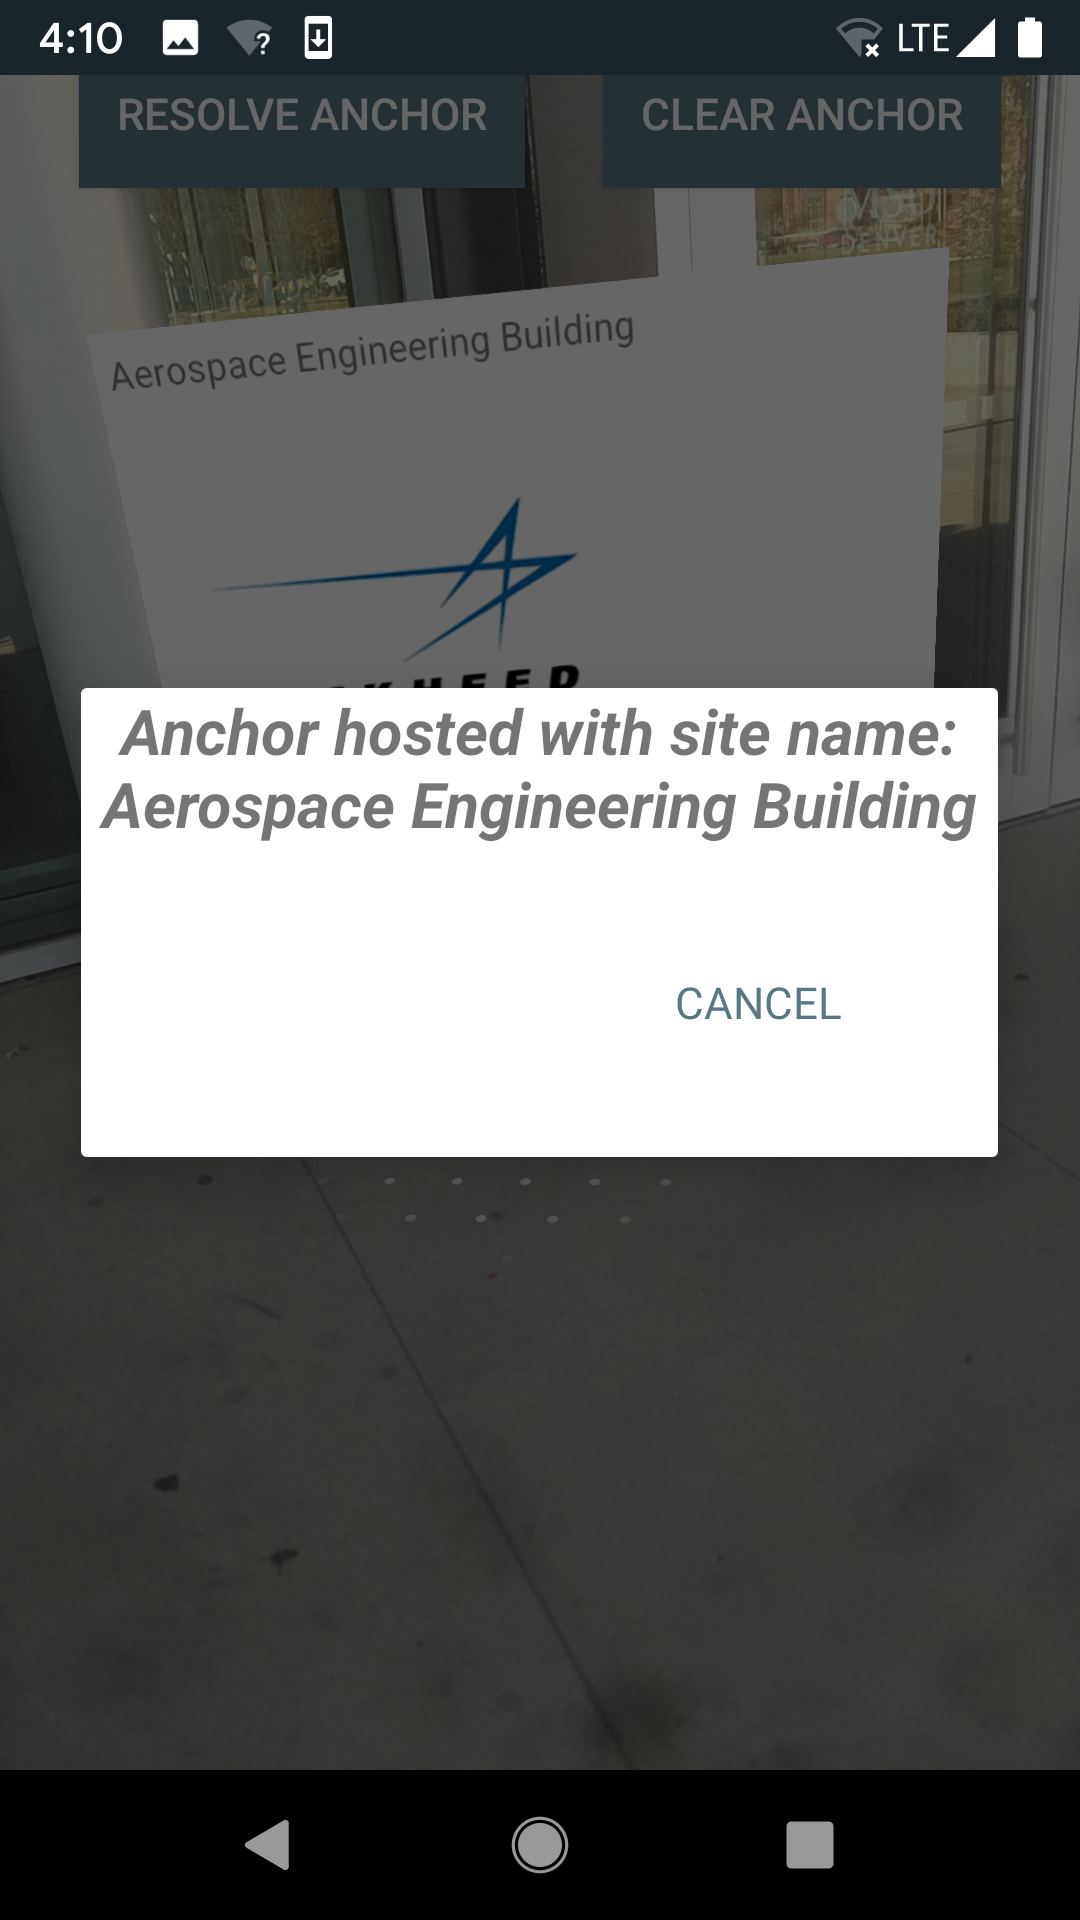 4:10
LTE
RESOLVE ANCHOR
CLEAR ANCHOR
DENVER
Aerospace Engineering Building
Anchor hosted with site name:
Aerospace Engineering Building
CANCEL